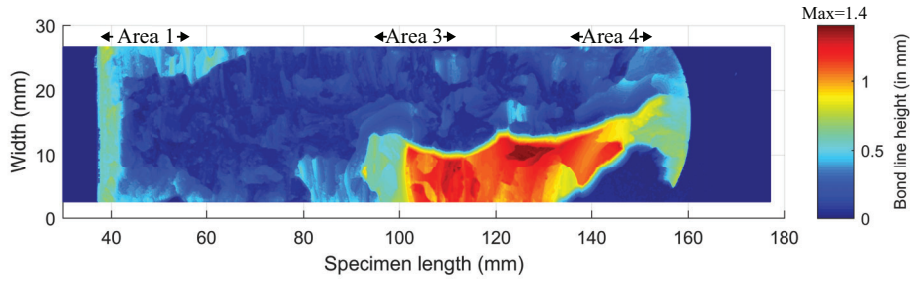 Max=1.4
Area 1 Area 3 Area 4
30
20
10
0
Width (mm)
40 60 80 100 120 140 160 180
Specimen length (mm)
1
0.5
0
Bond line height (in mm)